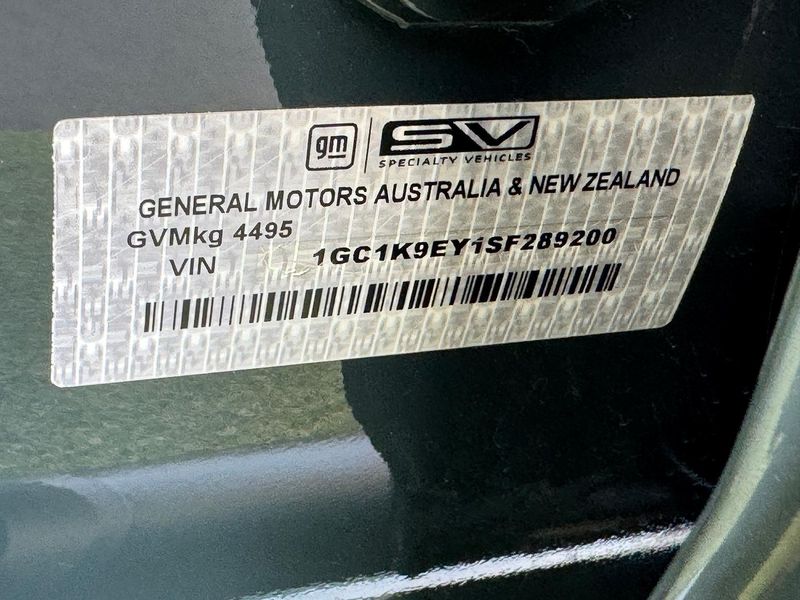 gm SV
SPECIALTY VEHICLES
GENERAL MOTORS AUSTRALIA & NEW ZEALAND
GVMkg 4495
VIN 1GC1K9EY1SF289200